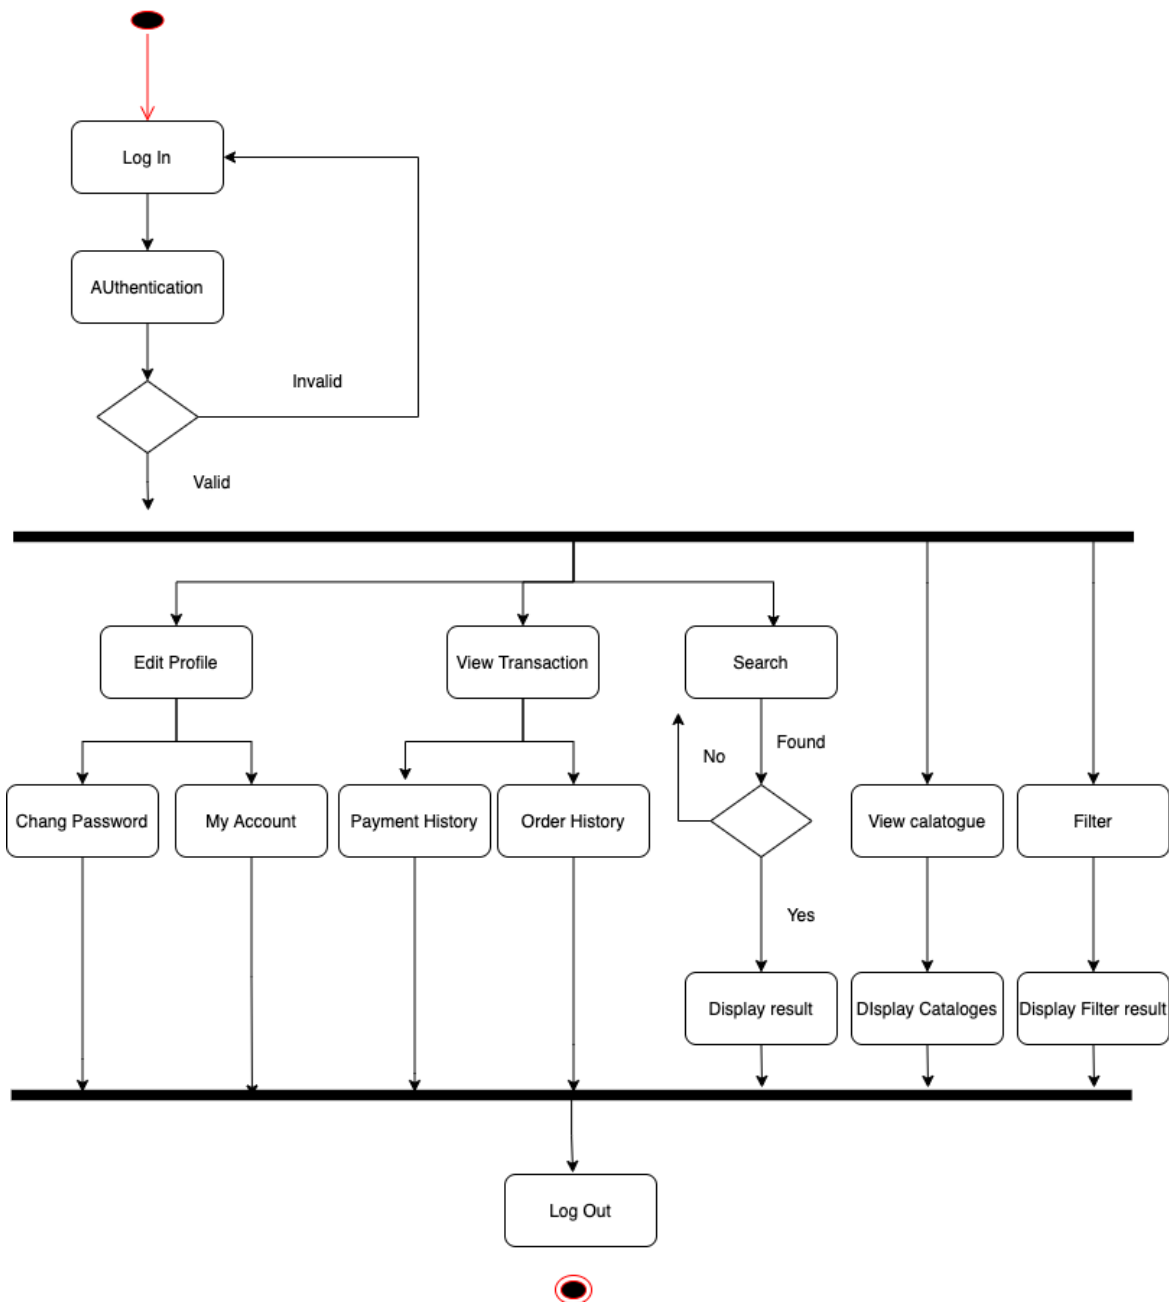 Log In
AUthentication
Invalid
Valid
Edit Profile
View Transaction
Search
No
Found
Chang Password
My Account
Payment History
Order History
View calatogue
Filter
Yes
Display result
DIsplay Cataloges
Display Filter result
Log Out